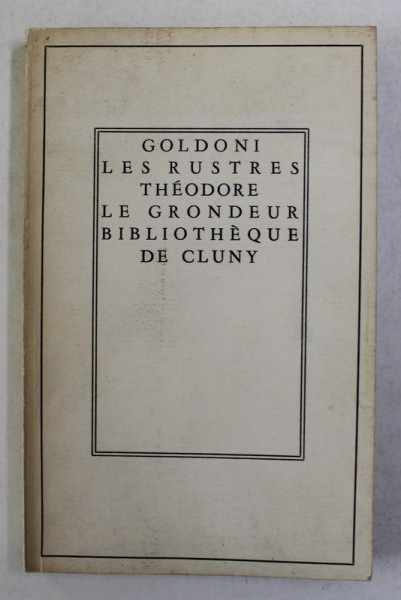 GOLDONI
LES RUSTRES
THÉODORE
LE GRONDEUR
BIBLIOTHÈQUE
DE CLUNY